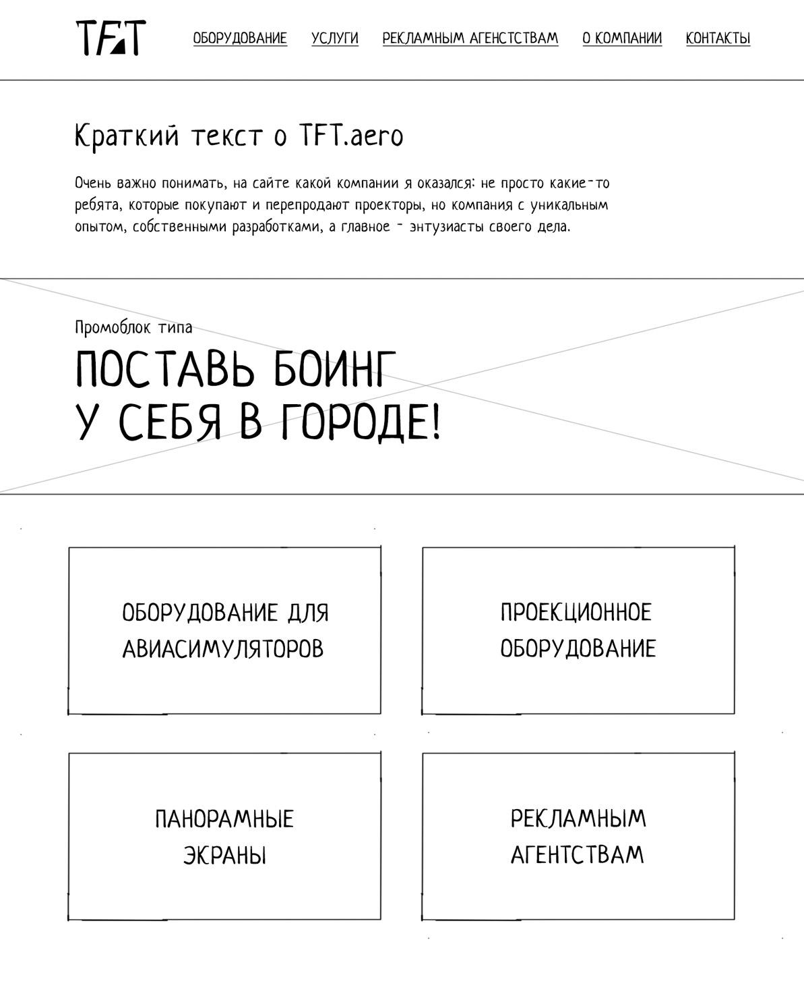 TFT
ОБОРУДОВАНИЕ УСЛУГИ РЕКЛАМНЫМ АГЕНСТСТВАМ О КОМПАНИИ КОНТАКТЫ
Краткий текст о TFT.aero
Очень важно понимать, на сайте какой компании я оказался: не просто какие-то
ребята, которые покупают и перепродают проекторы, но компания с уникальным
опытом, собственными разработками, а главное - энтузиасты своего дела.
Промоблок типа
ПОСТАВЬ БОИНГ
У СЕБЯ В ГОРОДЕ!
ОБОРУДОВАНИЕ ДЛЯ
АВИАСИМУЛЯТОРОВ
ПРОЕКЦИОННОЕ
ОБОРУДОВАНИЕ
ПАНОРАМНЫЕ
ЭКРАНЫ
РЕКЛАМНЫМ
АГЕНТСТВАМ